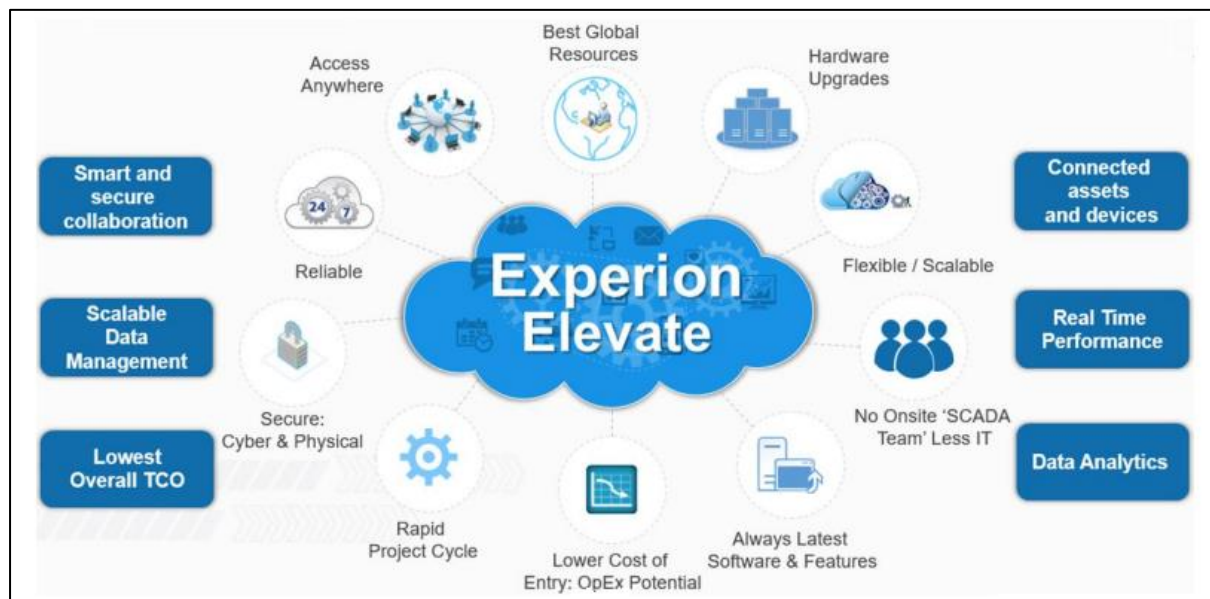 Best Global
Resources
Access
Anywhere
Hardware
Upgrades
Smart and
secure
collaboration
24
7
Reliable
Connected
assets
and devices
Flexible / Scalable
Experion
Elevate
Scalable
Data
Management
Real Time
Performance
Secure:
Cyber & Physical
No Onsite ‘SCADA
Team’ Less IT
Lowest
Overall TCO
Data Analytics
Rapid
Project Cycle
Lower Cost of
Entry: OpEx Potential
Always Latest
Software & Features